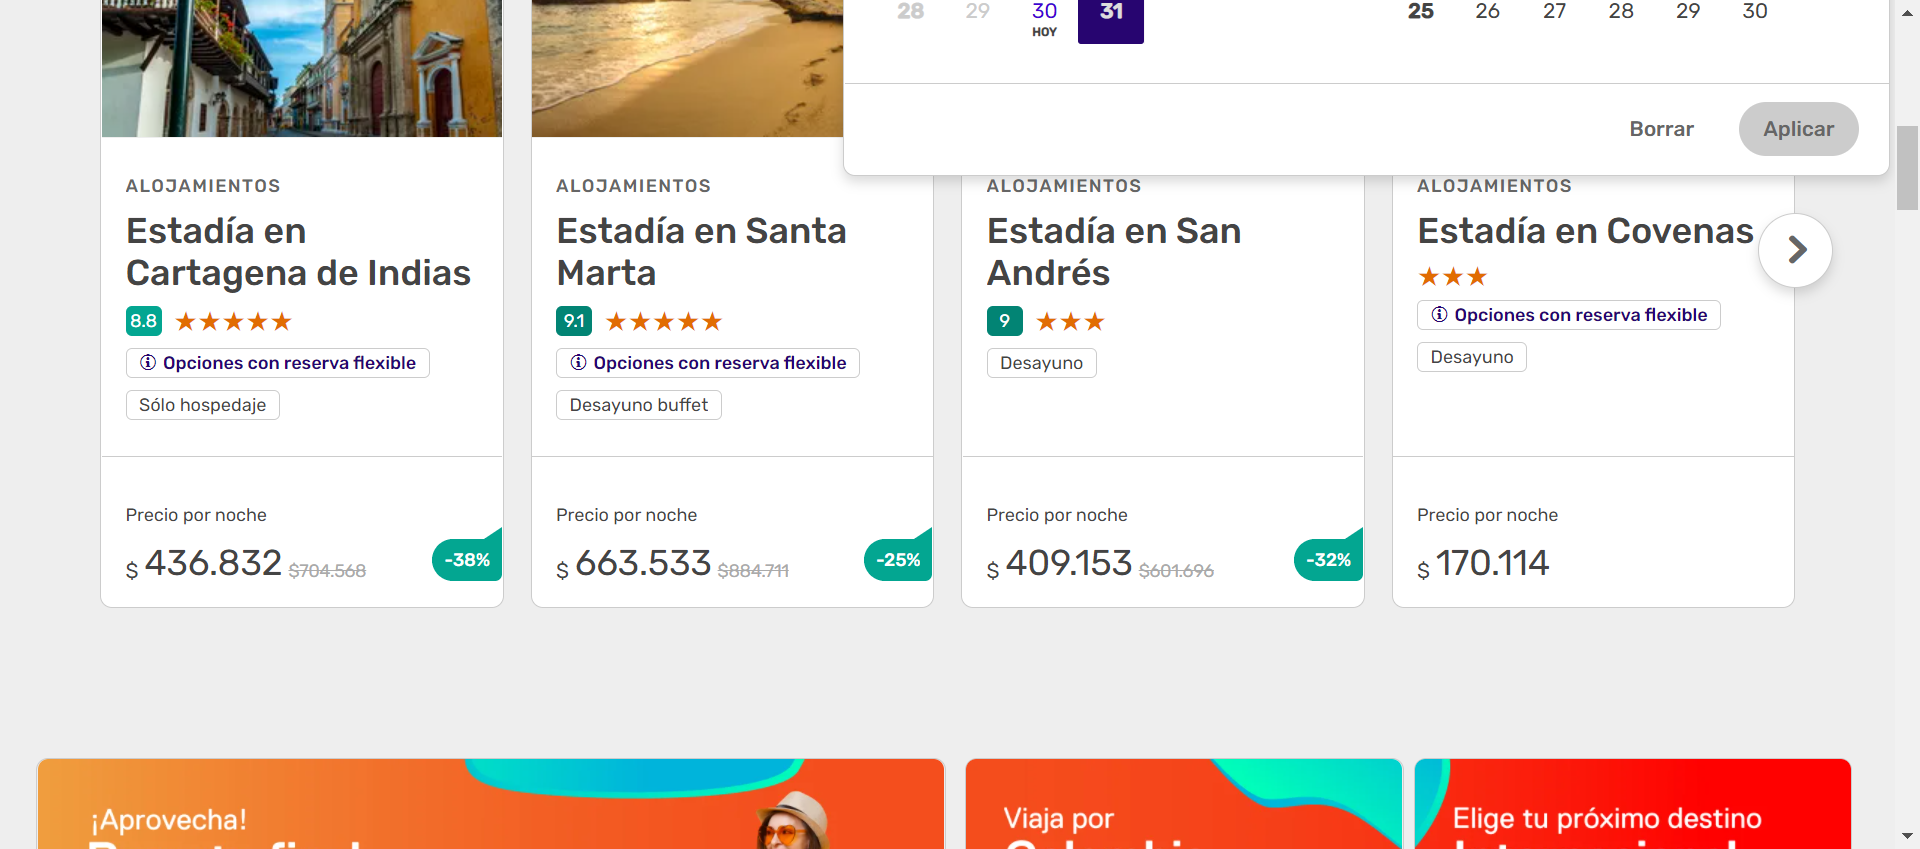 28 29 30 31
HOY
25 26 27 28 29 30
Borrar
Aplicar
ALOJAMIENTOS
Estadía en
Cartagena de Indias
8.8
Opciones con reserva flexible
Sólo hospedaje
Precio por noche
$ 436.832 $704.568
-38%
ALOJAMIENTOS
Estadía en Santa
Marta
9.1
Opciones con reserva flexible
Desayuno buffet
Precio por noche
$ 663.533 $884.711
-25%
ALOJAMIENTOS
Estadía en San
Andrés
9
Desayuno
Precio por noche
$ 409.153 $601.696
-32%
ALOJAMIENTOS
Estadía en Covenas
Opciones con reserva flexible
Desayuno
Precio por noche
$ 170.114
¡Aprovecha!
Viaja por
Elige tu próximo destino